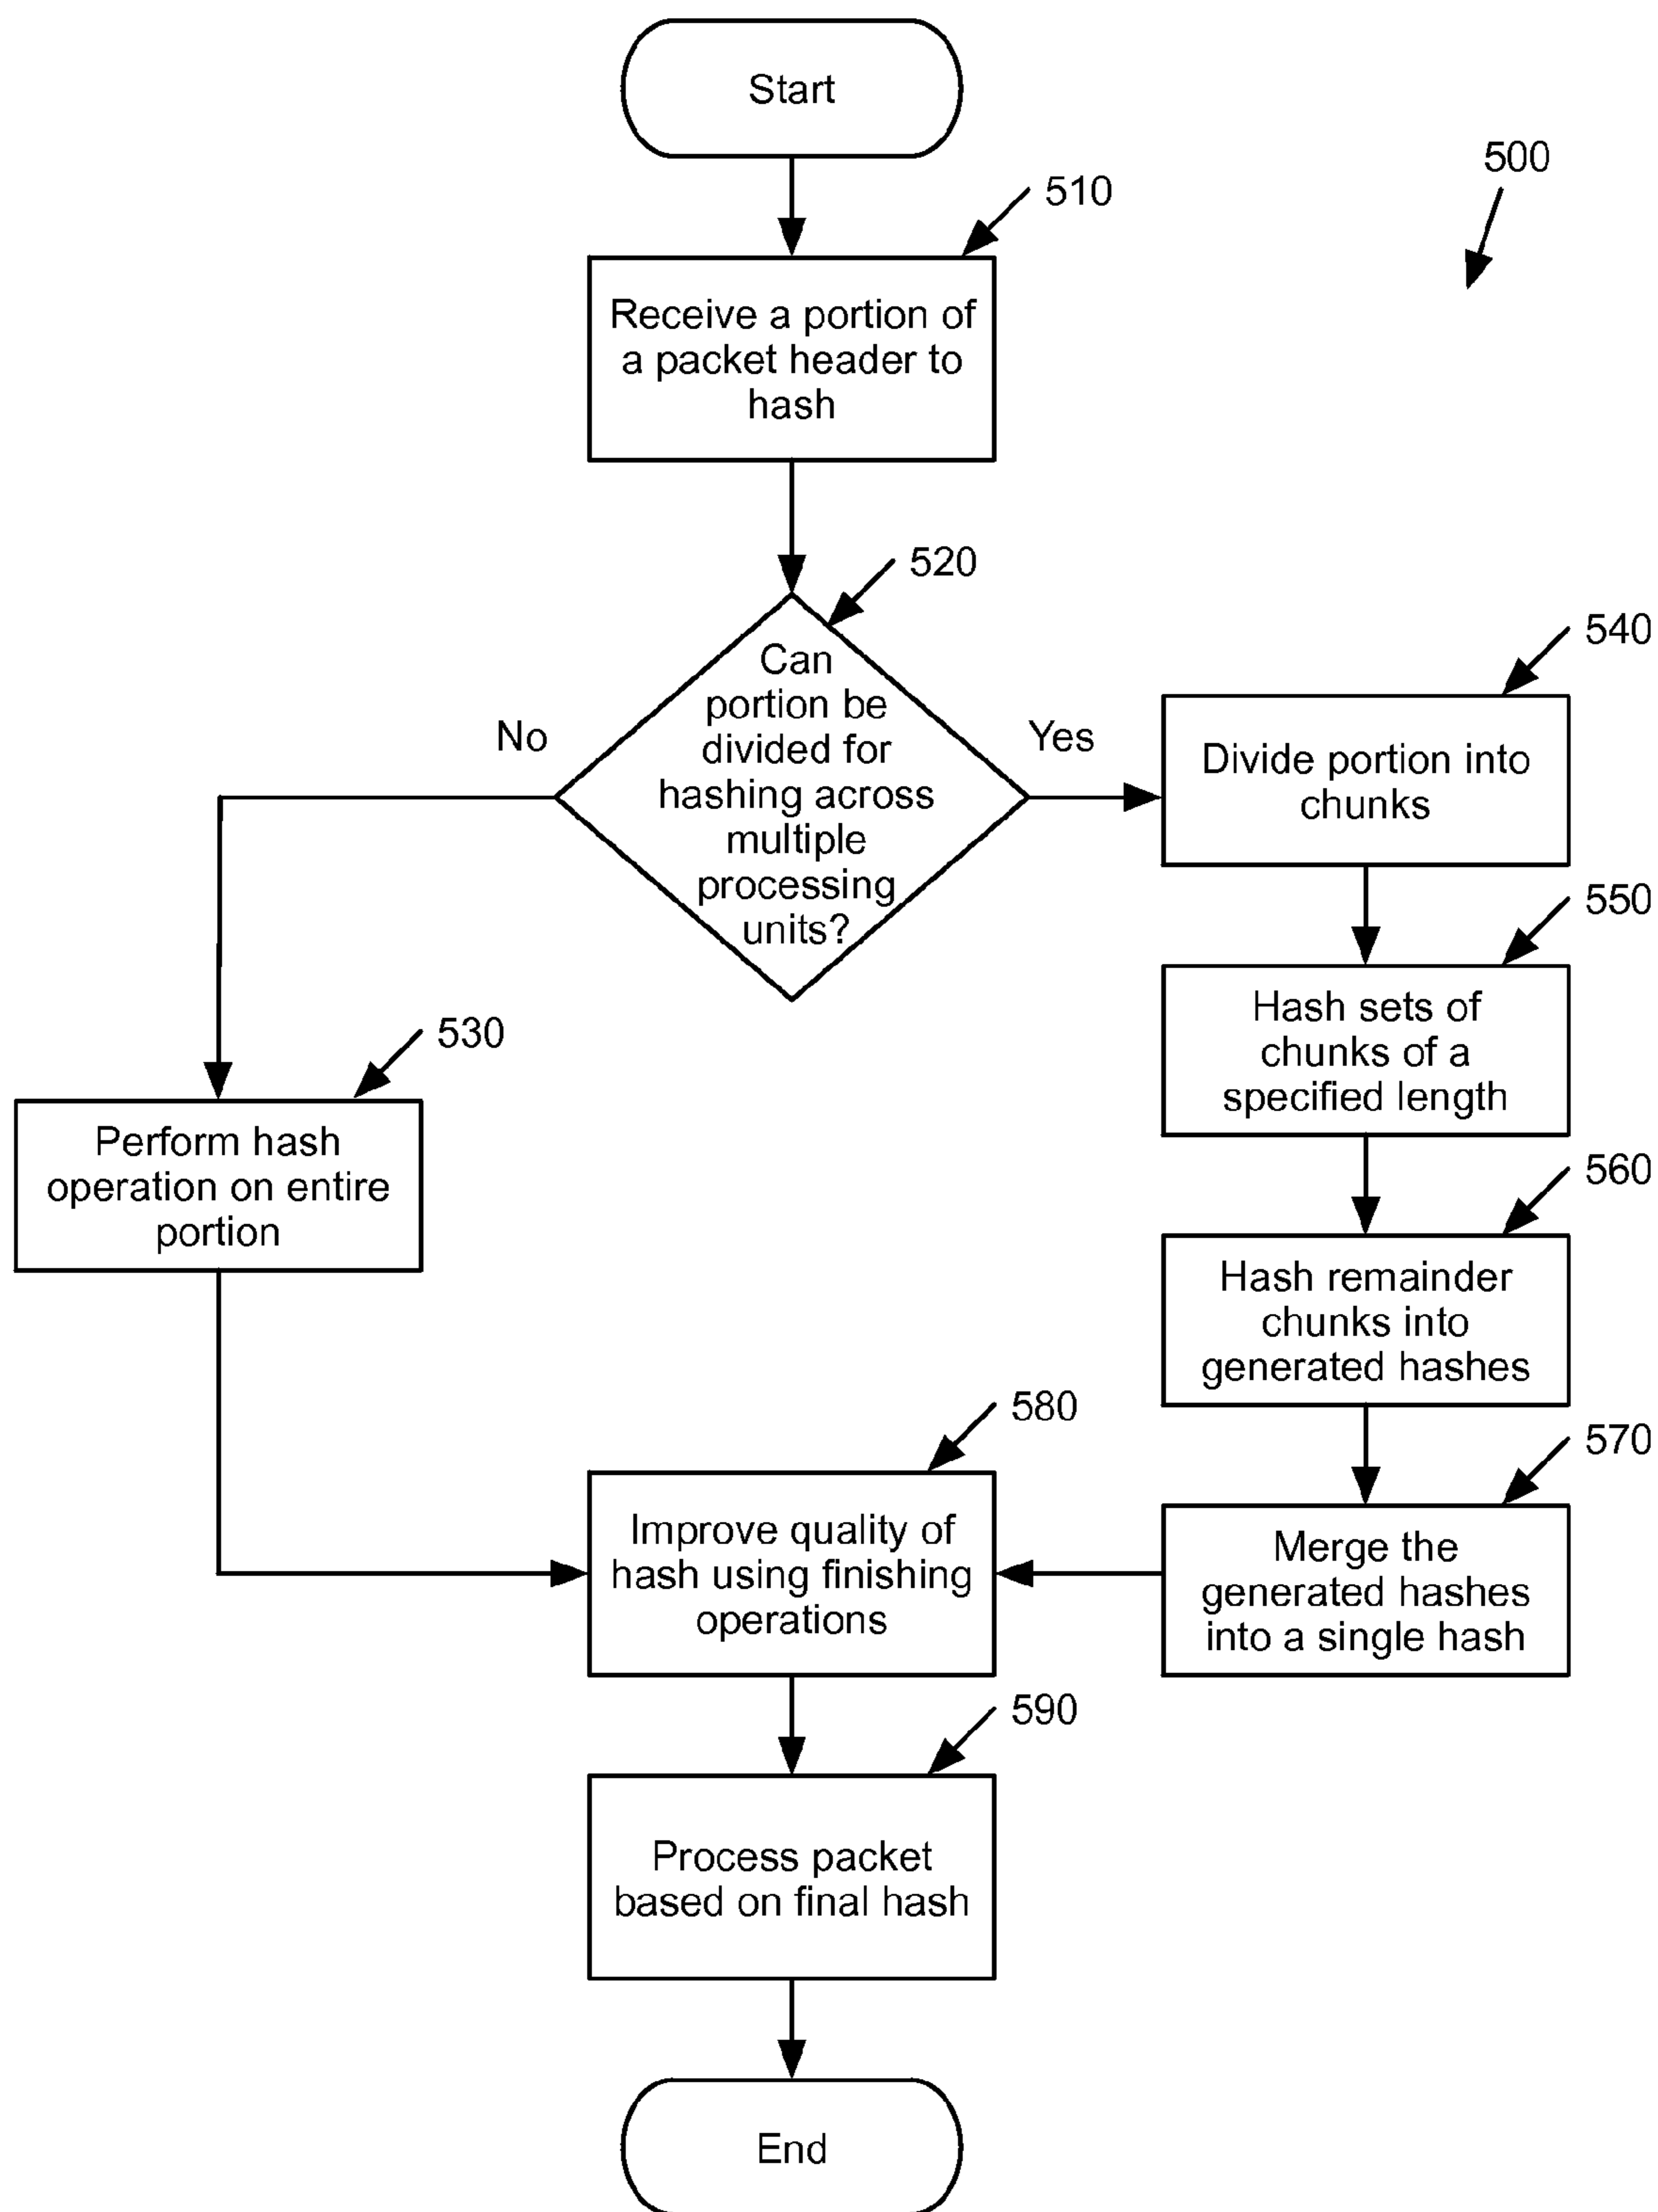 Start
500
510
Receive a portion of
a packet header to
hash
520
Can
portion be
divided for
hashing across
multiple
processing
units?
No
Yes
540
Divide portion into
chunks
550
Hash sets of
chunks of a
specified length
530
Perform hash
operation on entire
portion
560
Hash remainder
chunks into
generated hashes
570
Merge the
generated hashes
into a single hash
580
Improve quality of
hash using finishing
operations
590
Process packet
based on final hash
End